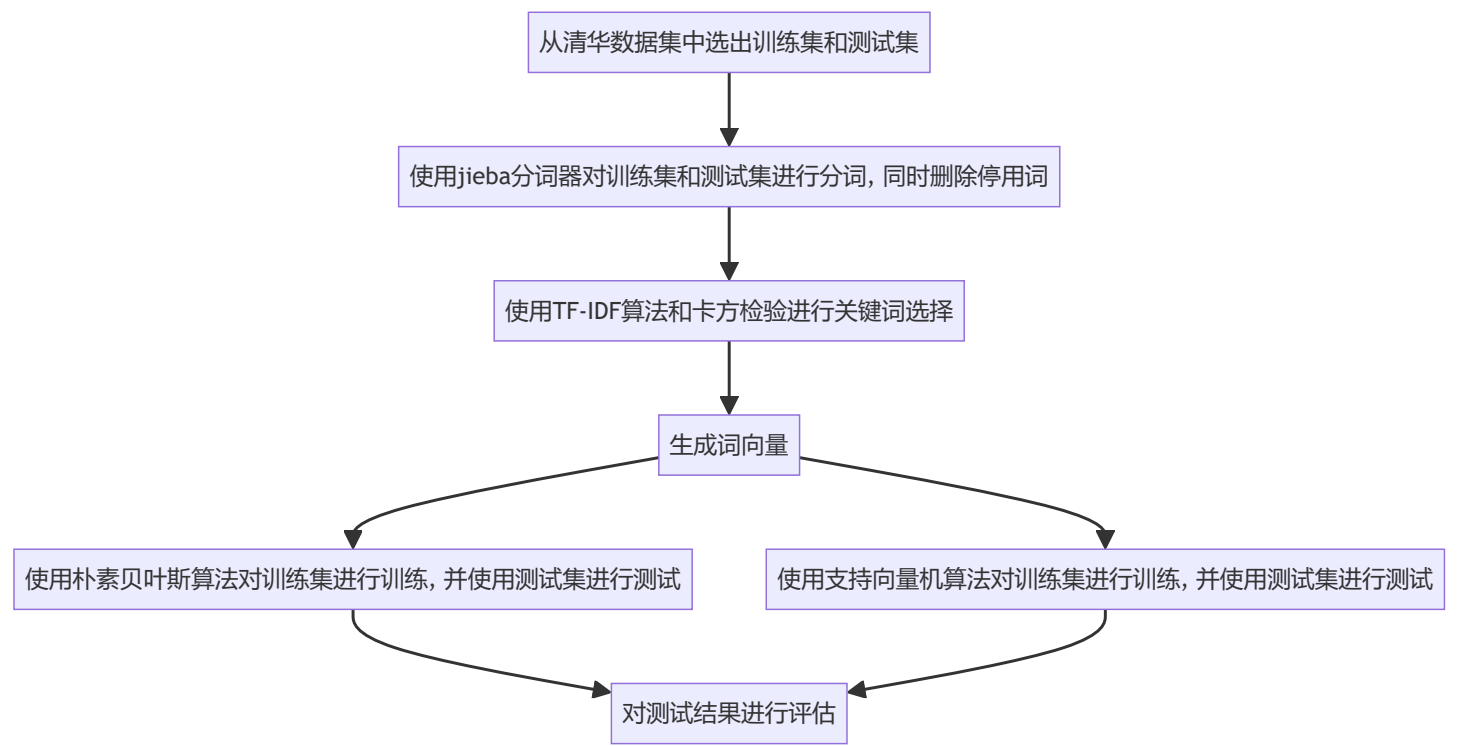 从清华数据集中选出训练集和测试集
使用jieba分词器对训练集和测试集进行分词, 同时删除停用词
使用TF-IDF算法和卡方检验进行关键词选择
生成词向量
使用朴素贝叶斯算法对训练集进行训练, 并使用测试集进行测试
使用支持向量机算法对训练集进行训练, 并使用测试集进行测试
对测试结果进行评估